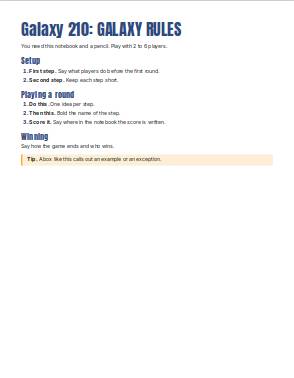 Galaxy 210: GALAXY RULES
You need this notebook and a pencil. Play with 2 to 6 players.
Setup
1. First step. Say what players do before the first round.
2. Second step. Keep each step short.
Playing a round
1. Do this. One idea per step.
2. Then this. Bold the name of the step.
3. Score it. Say where in the notebook the score is written.
Winning
Say how the game ends and who wins.
Tip. A box like this calls out an example or an exception.